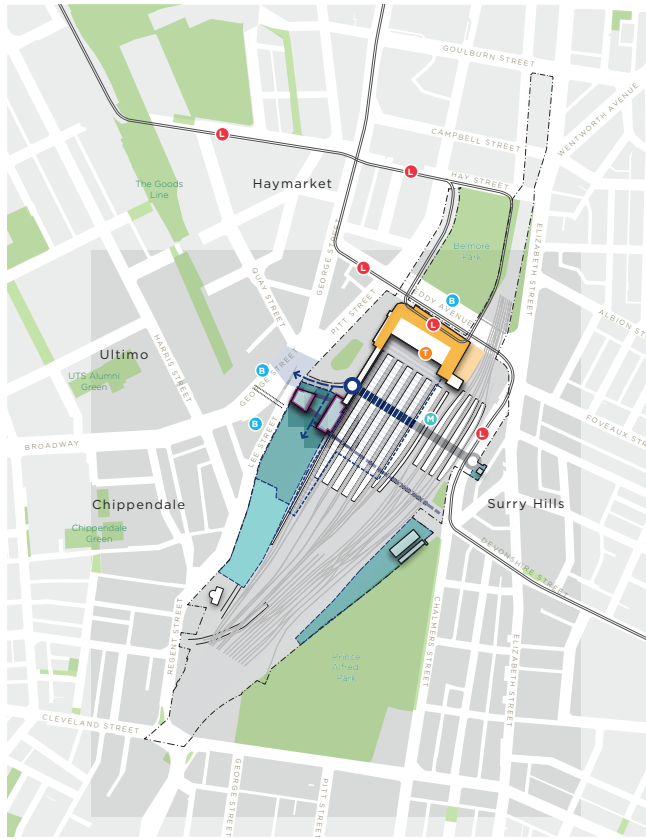 GOULBURN STREET
WENTWORTH AVENUE
CAMPBELL STREET
L
L
HAY STREET
The Goods
Line
Haymarket
GEORGE STREET
Belmore
Park
ELIZABETH STREET
L
QUAY STREET
PITT STREET
B
EDDY AVENUE
L
ALBION ST
HARRIS STREET
Ultimo
UTS Alumni
Green
T
B
GEORGE STREET
B
M
L
FOVEAUX STREET
BROADWAY
LEE STREET
Chippendale
Surry Hills
Chippendale
Green
DEVONSHIRE STREET
REGENT STREET
CHALMERS STREET
ELIZABETH STREET
Prince
Alfred
Park
CLEVELAND STREET
GEORGE STREET
PITT STREET